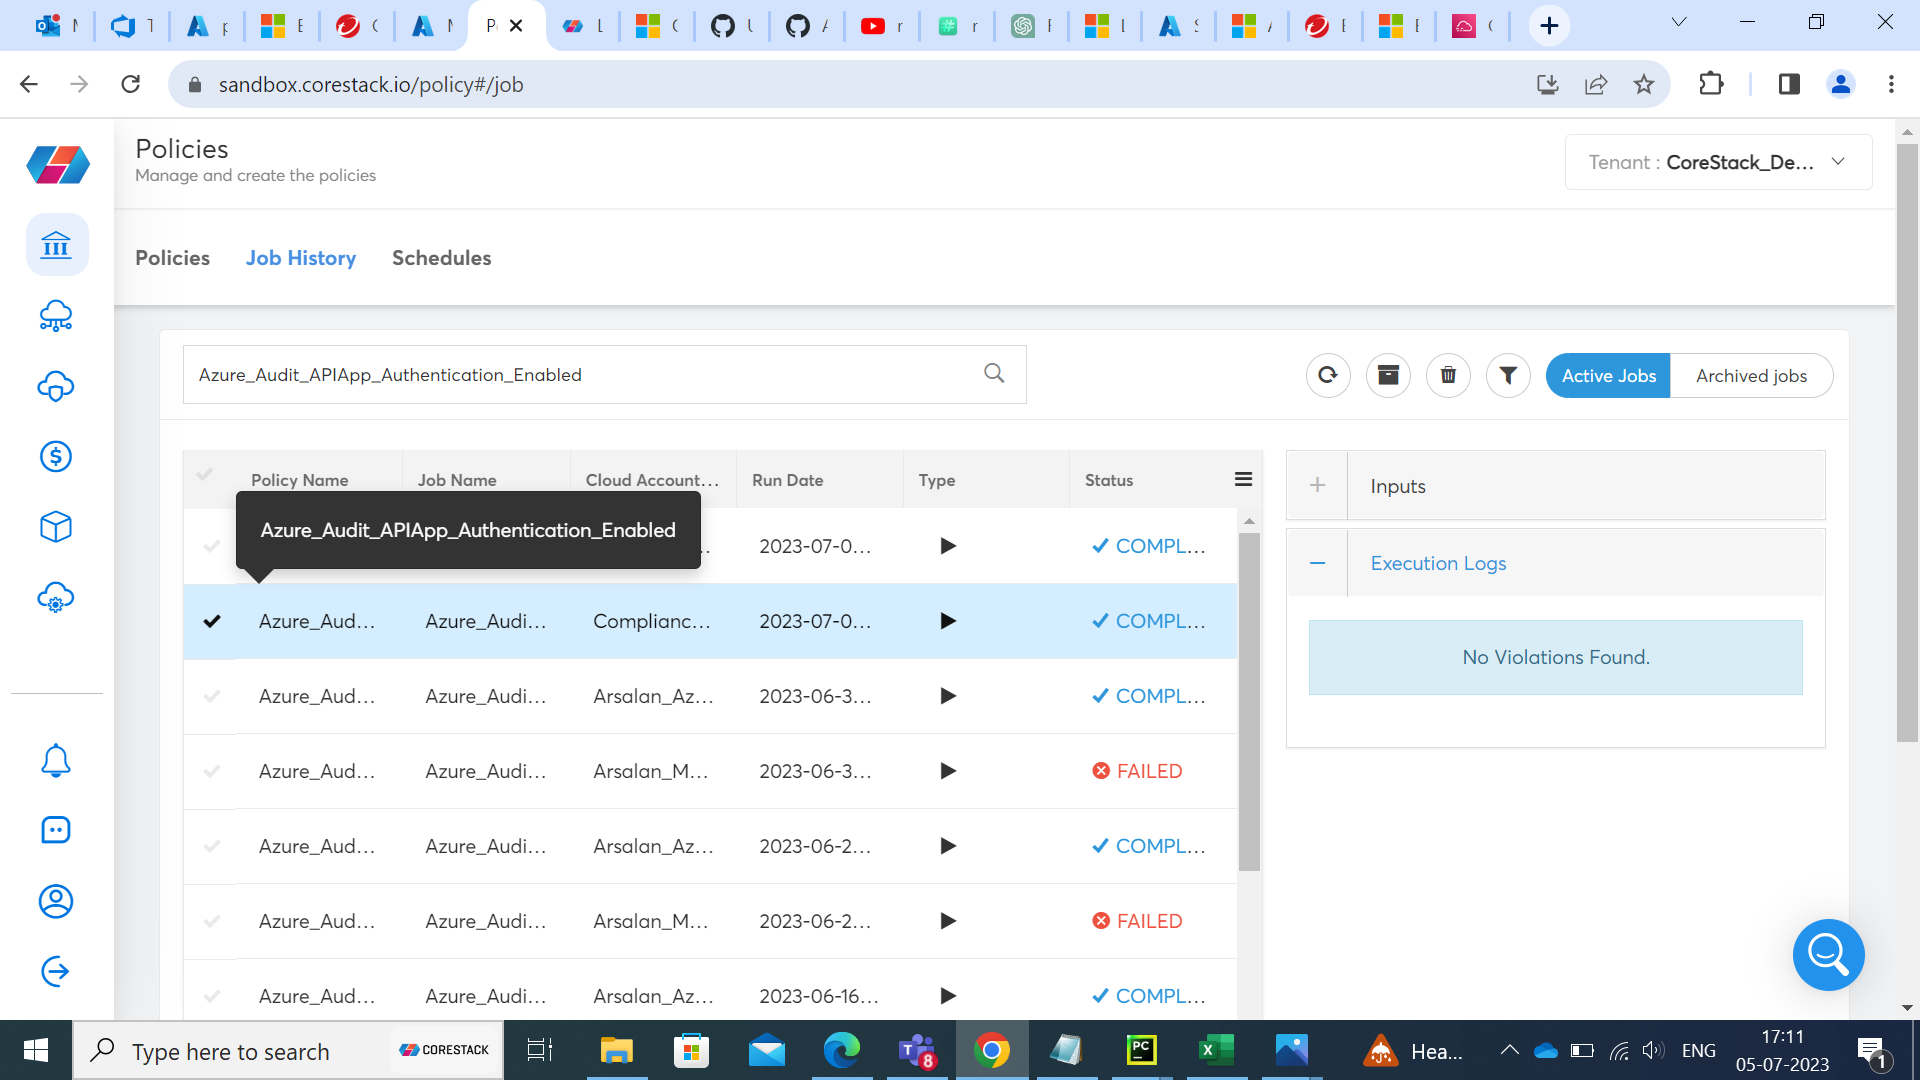 sandbox.corestack.io/policy#/job
Policies
Manage and create the policies
Tenant : CoreStack_De...
Policies Job History Schedules
Azure_Audit_APIApp_Authentication_Enabled
Active Jobs Archived jobs
Policy Name Job Name Cloud Account... Run Date Type Status
Azure_Audit_APIApp_Authentication_Enabled
2023-07-0... COMPL...
Azure_Aud... Azure_Audi... Complianc... 2023-07-0... COMPL...
Azure_Aud... Azure_Audi... Arsalan_Az... 2023-06-3... COMPL...
Azure_Aud... Azure_Audi... Arsalan_M... 2023-06-3... FAILED
Azure_Aud... Azure_Audi... Arsalan_Az... 2023-06-2... COMPL...
Azure_Aud... Azure_Audi... Arsalan_M... 2023-06-2... FAILED
Azure_Aud... Azure_Audi... Arsalan_Az... 2023-06-16... COMPL...
Inputs
Execution Logs
No Violations Found.
Type here to search
CORESTACK
8
PC
Hea...
ENG
17:11
05-07-2023
1